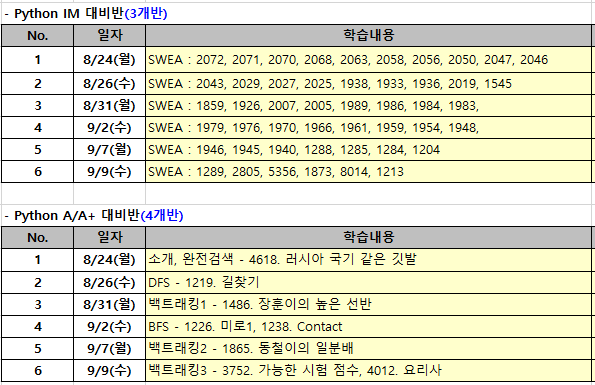 - Python IM 대비반(3개반)
No. 일자 학습내용
1 8/24(월) SWEA : 2072, 2071, 2070, 2068, 2063, 2058, 2056, 2050, 2047, 2046
2 8/26(수) SWEA : 2043, 2029, 2027, 2025, 1938, 1933, 1936, 2019, 1545
3 8/31(월) SWEA : 1859, 1926, 2007, 2005, 1989, 1986, 1984, 1983,
4 9/2(수) SWEA : 1979, 1976, 1970, 1966, 1961, 1959, 1954, 1948,
5 9/7(월) SWEA : 1946, 1945, 1940, 1288, 1285, 1284, 1204
6 9/9(수) SWEA : 1289, 2805, 5356, 1873, 8014, 1213
- Python A/A+ 대비반(4개반)
No. 일자 학습내용
1 8/24(월) 소개, 완전검색 - 4618. 러시아 국기 같은 깃발
2 8/26(수) DFS - 1219. 길찾기
3 8/31(월) 백트래킹1 - 1486. 장훈이의 높은 선반
4 9/2(수) BFS - 1226. 미로1, 1238. Contact
5 9/7(월) 백트래킹2 - 1865. 동철이의 일분배
6 9/9(수) 백트래킹3 - 3752. 가능한 시험 점수, 4012. 요리사